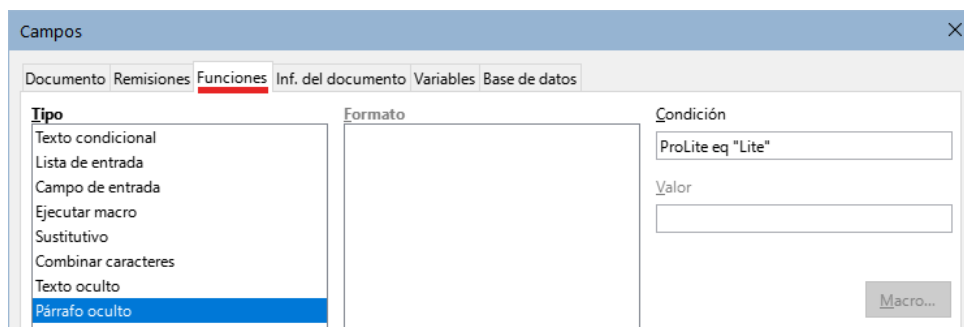 Campos
Documento Remisiones Funciones Inf. del documento Variables Base de datos
Tipo
Texto condicional
Lista de entrada
Campo de entrada
Ejecutar macro
Sustitutivo
Combinar caracteres
Texto oculto
Párrafo oculto
Formato
Condición
ProLite eq "Lite"
Valor
Macro...